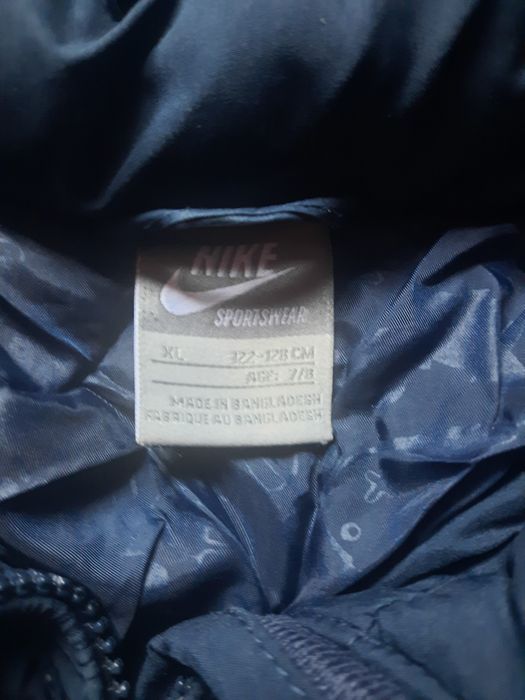 NIKE
SPORTSWEAR
XL 122-128 CM
AGE: 7/8
MADE IN BANGLADESH
FABRIQUE AU BANGLADESH